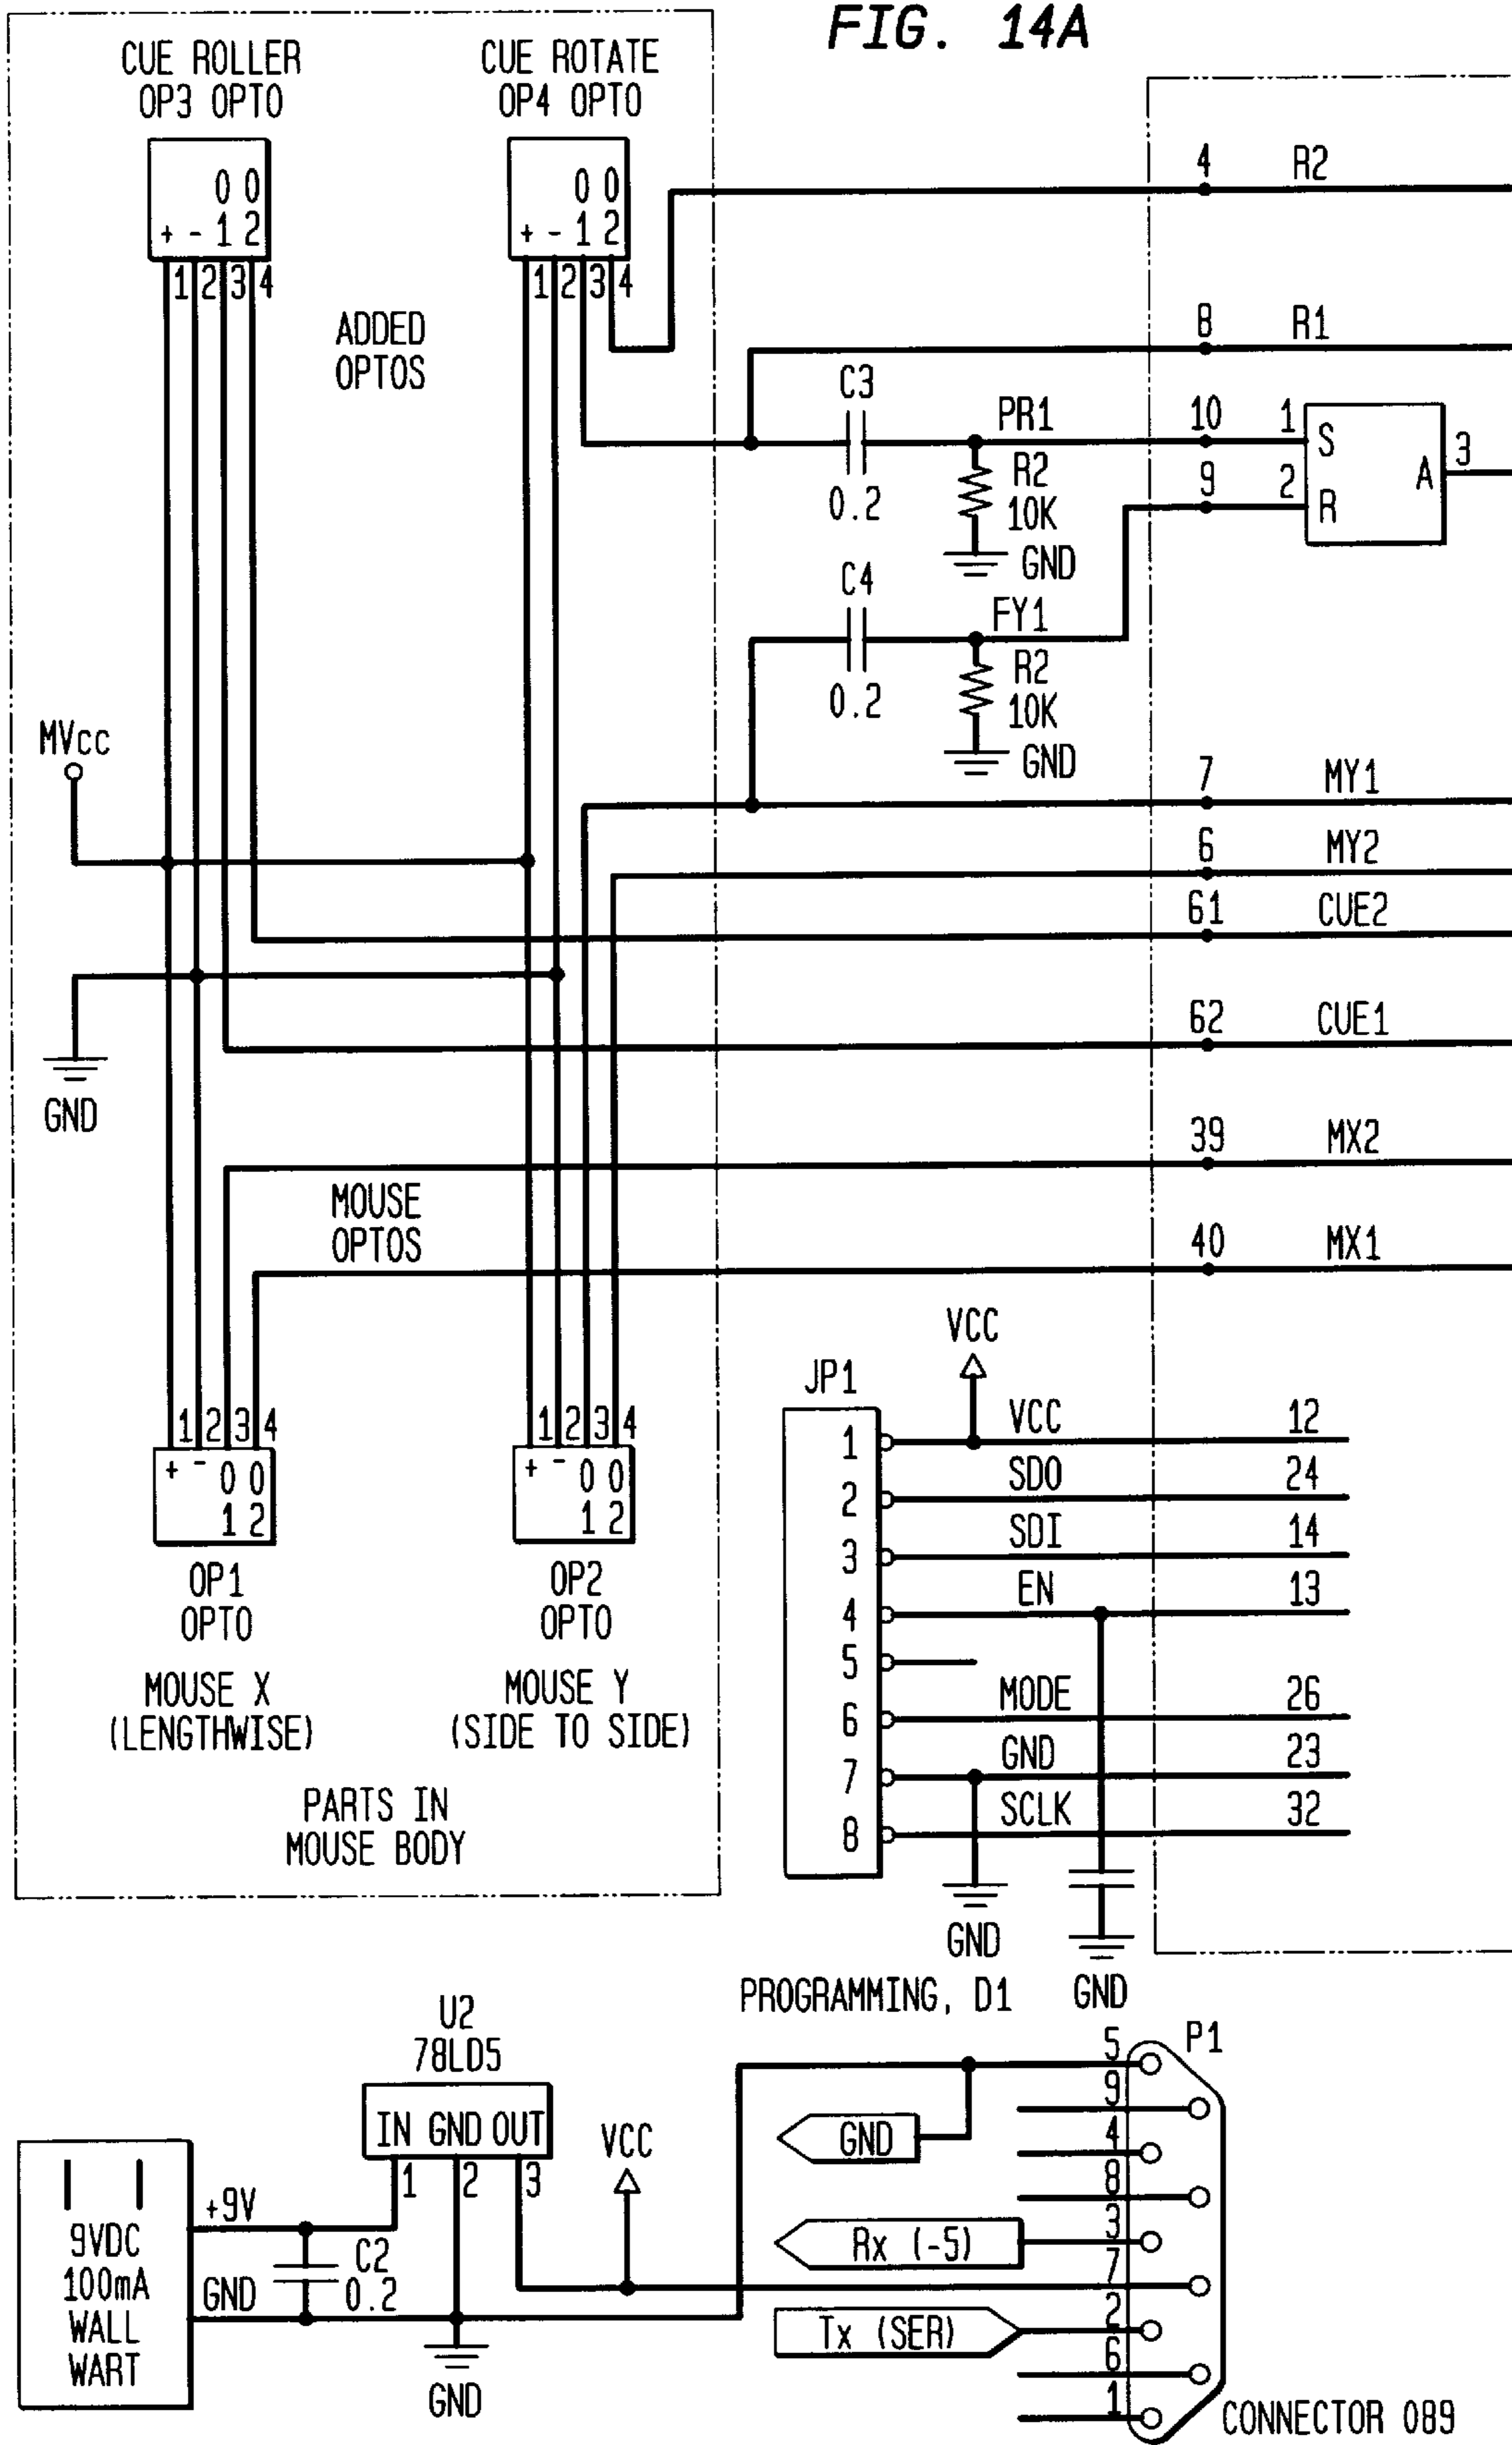 FIG. 14A
CUE ROLLER
OP3 OPTO
CUE ROTATE
OP4 OPTO
0 0
+ - 1 2
1 2 3 4
0 0
+ - 1 2
1 2 3 4
ADDED
OPTOS
4 R2
8 R1
C3
0.2
PR1
R2
10K
GND
10
9
1 S
2 R
A 3
C4
0.2
FY1
R2
10K
GND
MVcc
7 MY1
6 MY2
61 CUE2
62 CUE1
GND
39 MX2
MOUSE
OPTOS
40 MX1
1 2 3 4
+ - 0 0
1 2
OP1
OPTO
MOUSE X
(LENGTHWISE)
1 2 3 4
+ - 0 0
1 2
OP2
OPTO
MOUSE Y
(SIDE TO SIDE)
PARTS IN
MOUSE BODY
VCC
JP1
1 VCC 12
2 SDO 24
3 SDI 14
4 EN 13
5
6 MODE 26
7 GND 23
8 SCLK 32
GND
GND
PROGRAMMING, D1
U2
78LD5
IN GND OUT
1 2 3
VCC
9VDC
100mA
WALL
WART
+9V
GND
C2
0.2
GND
P1
5
9
4
8
3
7
2
6
1
GND
Rx (-5)
Tx (SER)
CONNECTOR 089